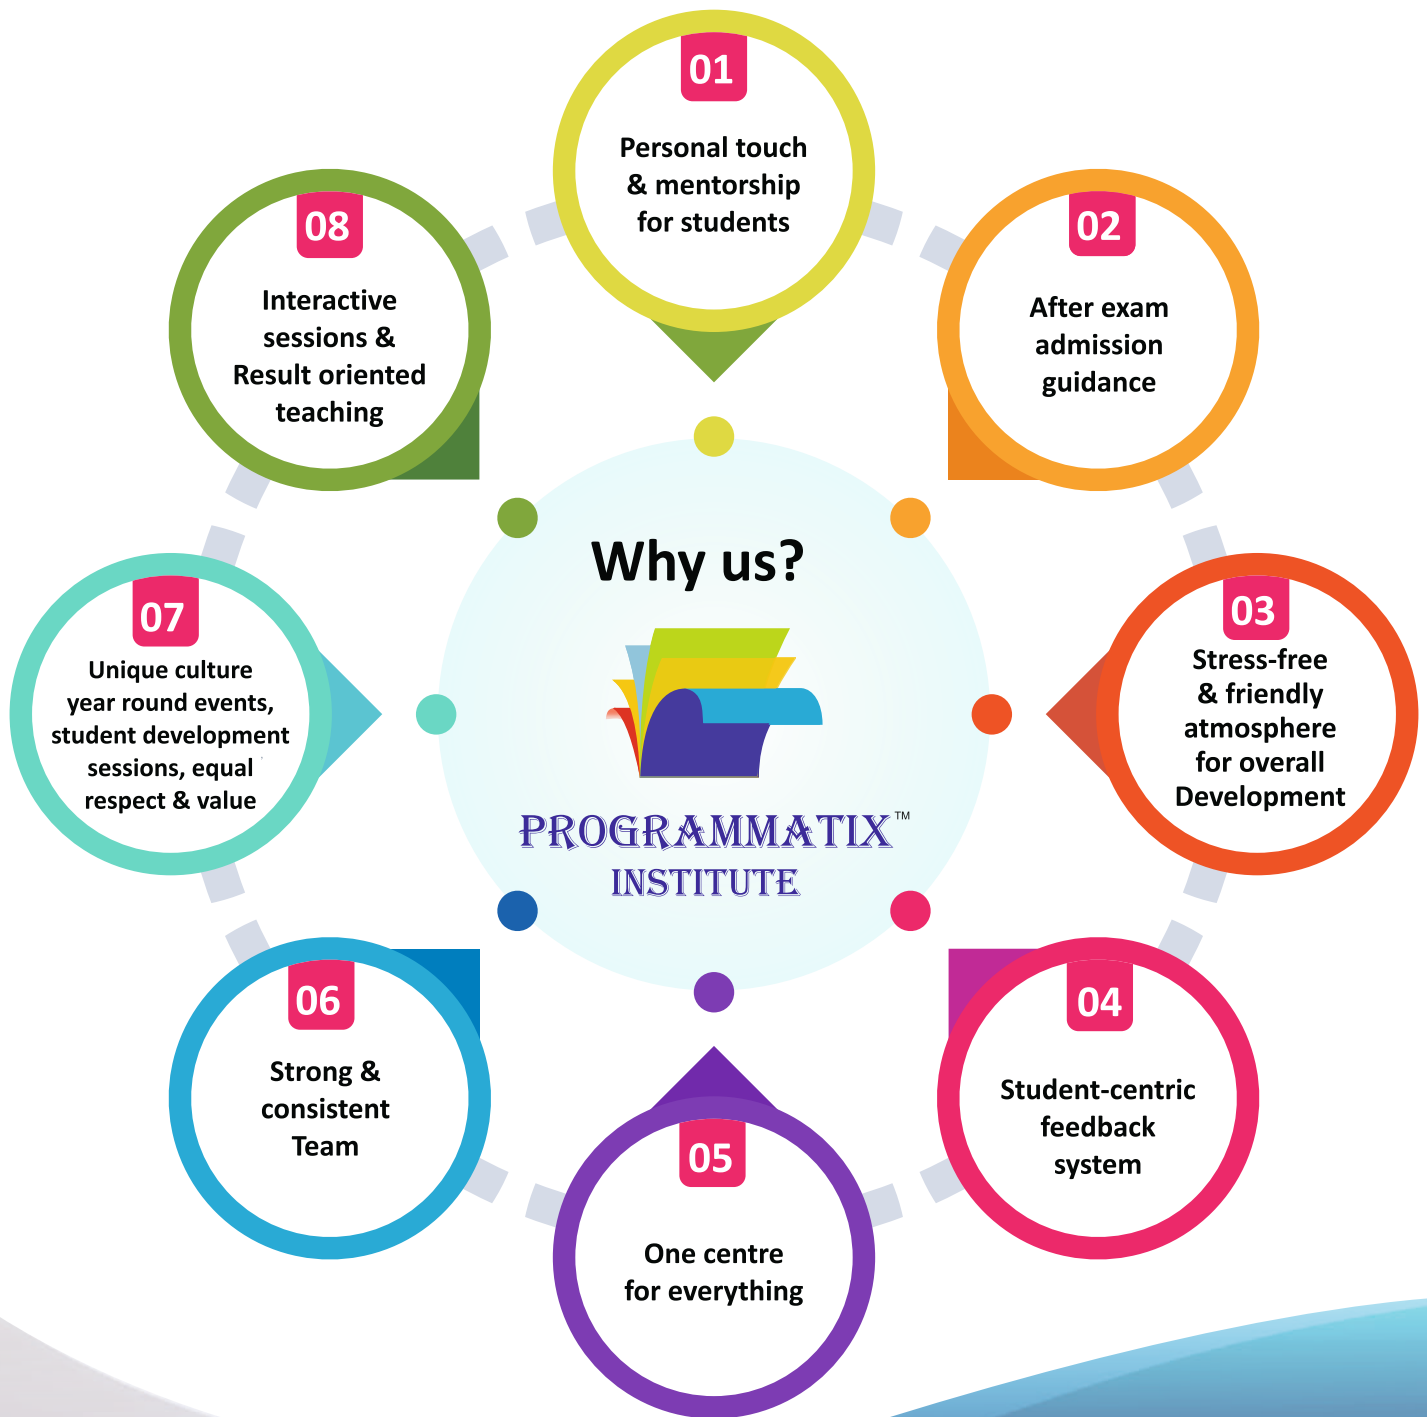 01
Personal touch
& mentorship
for students
02
After exam
admission
guidance
03
Stress-free
& friendly
atmosphere
for overall
Development
04
Student-centric
feedback
system
05
One centre
for everything
06
Strong &
consistent
Team
07
Unique culture
year round events,
student development
sessions, equal
respect & value
08
Interactive
sessions &
Result oriented
teaching
Why us?
PROGRAMMATIX™
INSTITUTE